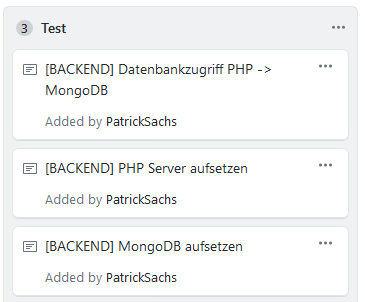 3 Test
[BACKEND] Datenbankzugriff PHP ->
MongoDB
Added by PatrickSachs
[BACKEND] PHP Server aufsetzen
Added by PatrickSachs
[BACKEND] MongoDB aufsetzen
Added by PatrickSachs